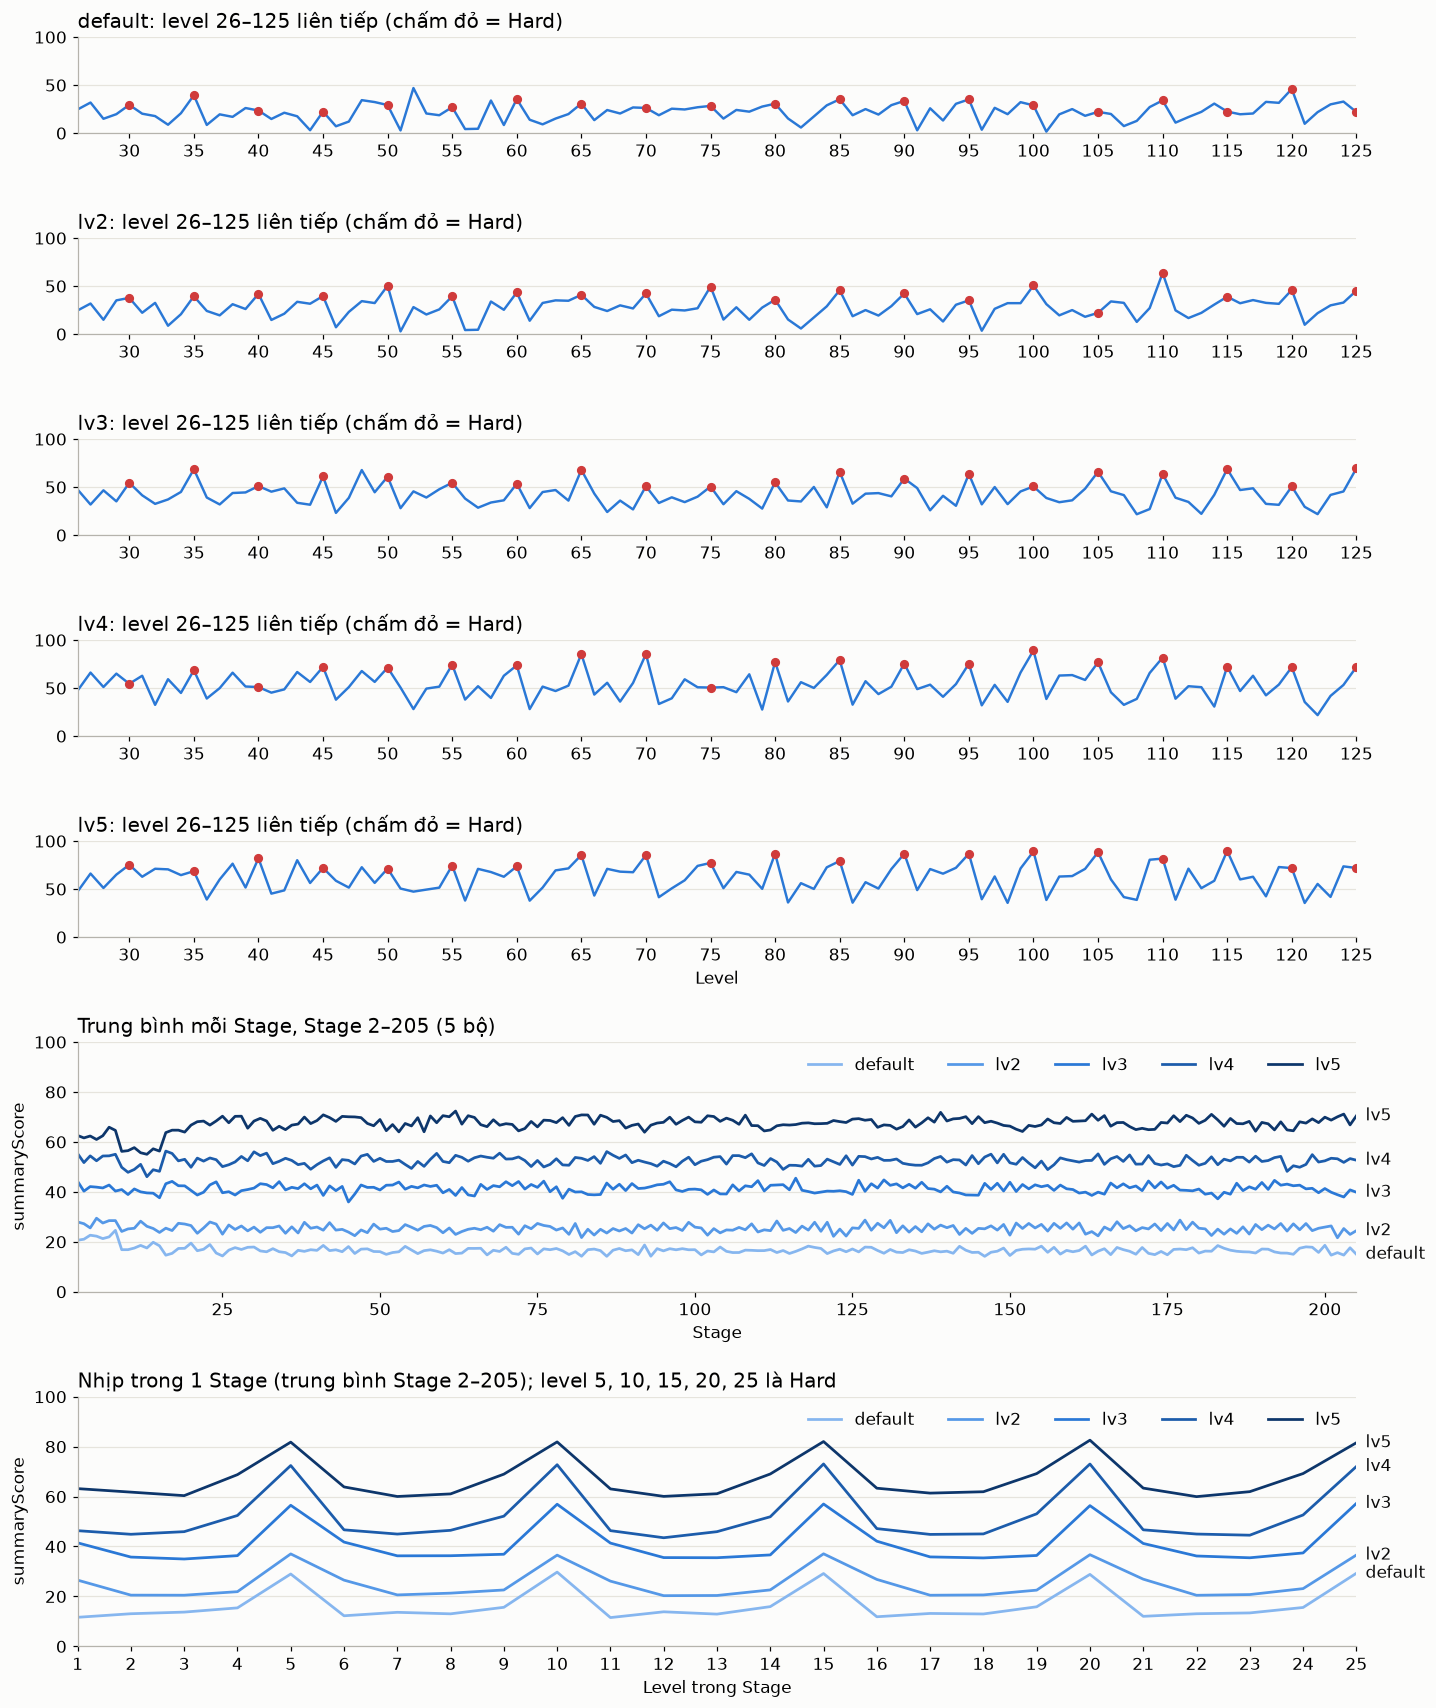 default: level 26–125 liên tiếp (chấm đỏ = Hard)
100
50
0
30 35 40 45 50 55 60 65 70 75 80 85 90 95 100 105 110 115 120 125
lv2: level 26–125 liên tiếp (chấm đỏ = Hard)
100
50
0
30 35 40 45 50 55 60 65 70 75 80 85 90 95 100 105 110 115 120 125
lv3: level 26–125 liên tiếp (chấm đỏ = Hard)
100
50
0
30 35 40 45 50 55 60 65 70 75 80 85 90 95 100 105 110 115 120 125
lv4: level 26–125 liên tiếp (chấm đỏ = Hard)
100
50
0
30 35 40 45 50 55 60 65 70 75 80 85 90 95 100 105 110 115 120 125
lv5: level 26–125 liên tiếp (chấm đỏ = Hard)
100
50
0
30 35 40 45 50 55 60 65 70 75 80 85 90 95 100 105 110 115 120 125
Level
Trung bình mỗi Stage, Stage 2–205 (5 bộ)
summaryScore
100
80
60
40
20
0
default lv2 lv3 lv4 lv5
lv5
lv4
lv3
lv2
default
25 50 75 100 125 150 175 200
Stage
Nhịp trong 1 Stage (trung bình Stage 2–205); level 5, 10, 15, 20, 25 là Hard
summaryScore
100
80
60
40
20
0
default lv2 lv3 lv4 lv5
lv5
lv4
lv3
lv2
default
1 2 3 4 5 6 7 8 9 10 11 12 13 14 15 16 17 18 19 20 21 22 23 24 25
Level trong Stage